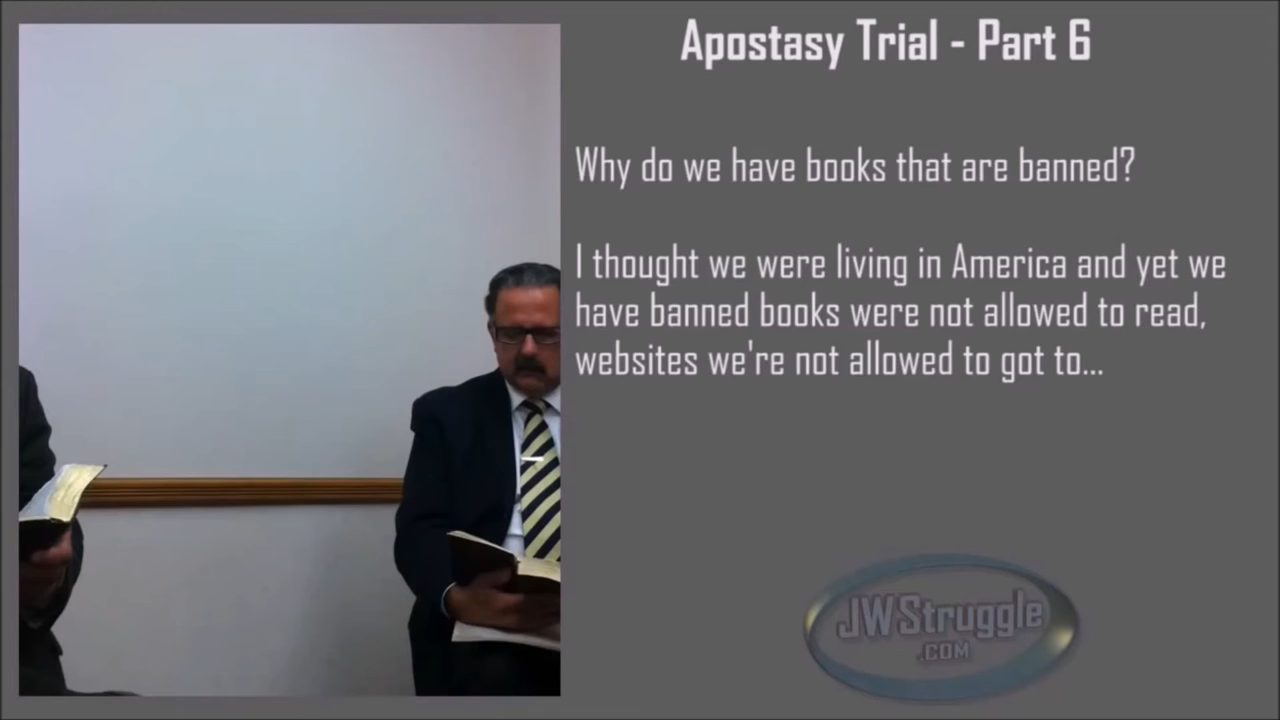 Apostasy Trial - Part 6
Why do we have books that are banned?
I thought we were living in America and yet we
have banned books were not allowed to read,
websites we're not allowed to got to...
JWStruggle
.COM